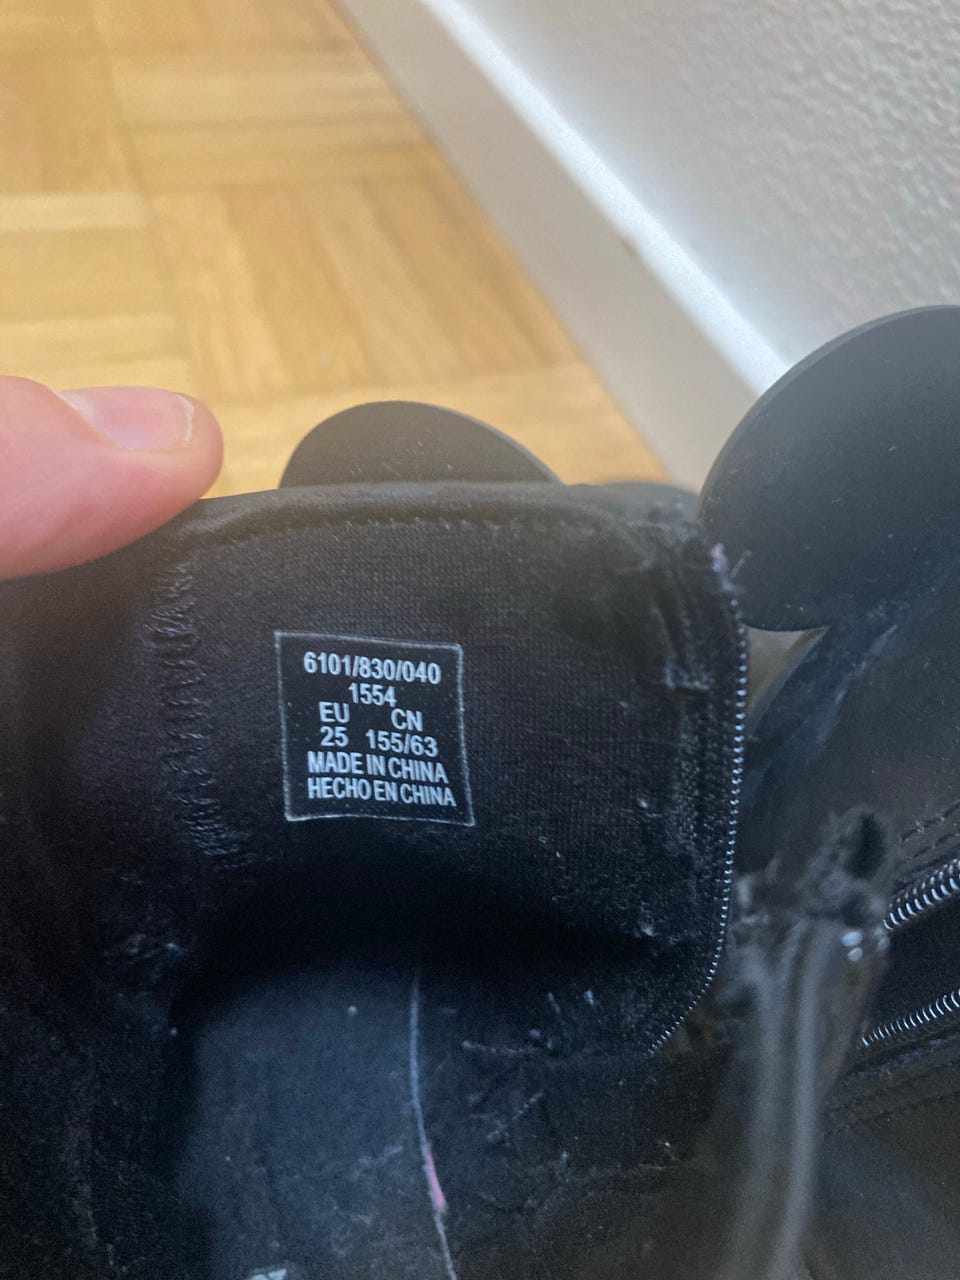 6101/830/040
1554
EU CN
25 155/63
MADE IN CHINA
HECHO EN CHINA